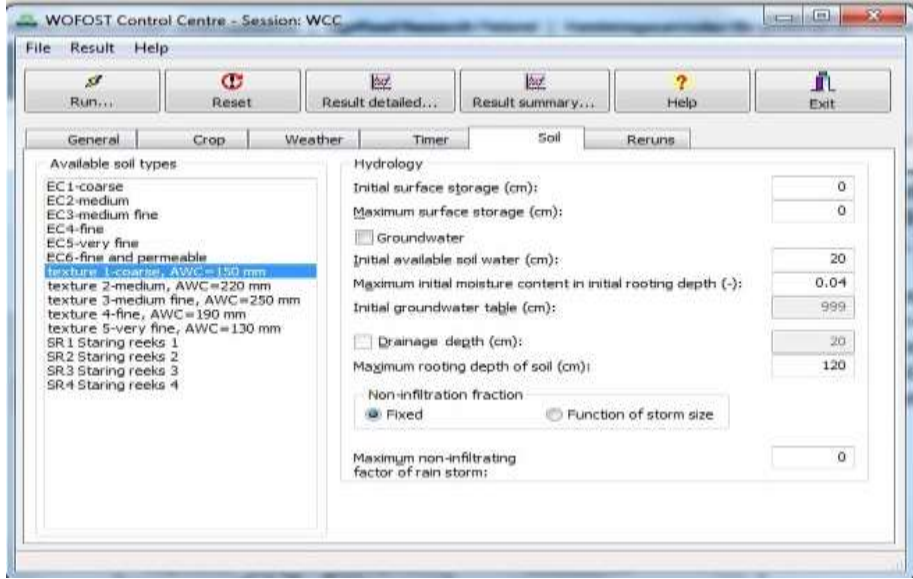 WOFOST Control Centre - Session: WCC
File Result Help
Run... Reset Result detailed... Result summary... Help Exit
General Crop Weather Timer Soil Reruns
Available soil types
EC1-coarse
EC2-medium
EC3-medium fine
EC4-fine
EC5-very fine
EC6-fine and permeable
texture 1-coarse, AWC=150 mm
texture 2-medium, AWC=220 mm
texture 3-medium fine, AWC=250 mm
texture 4-fine, AWC=190 mm
texture 5-very fine, AWC=130 mm
SR1 Staring reeks 1
SR2 Staring reeks 2
SR3 Staring reeks 3
SR4 Staring reeks 4
Hydrology
Initial surface storage (cm): 0
Maximum surface storage (cm): 0
Groundwater
Initial available soil water (cm): 20
Maximum initial moisture content in initial rooting depth (-): 0.04
Initial groundwater table (cm): 999
Drainage depth (cm): 20
Maximum rooting depth of soil (cm): 120
Non-infiltration fraction
Fixed Function of storm size
Maximum non-infiltrating 0
factor of rain storm: